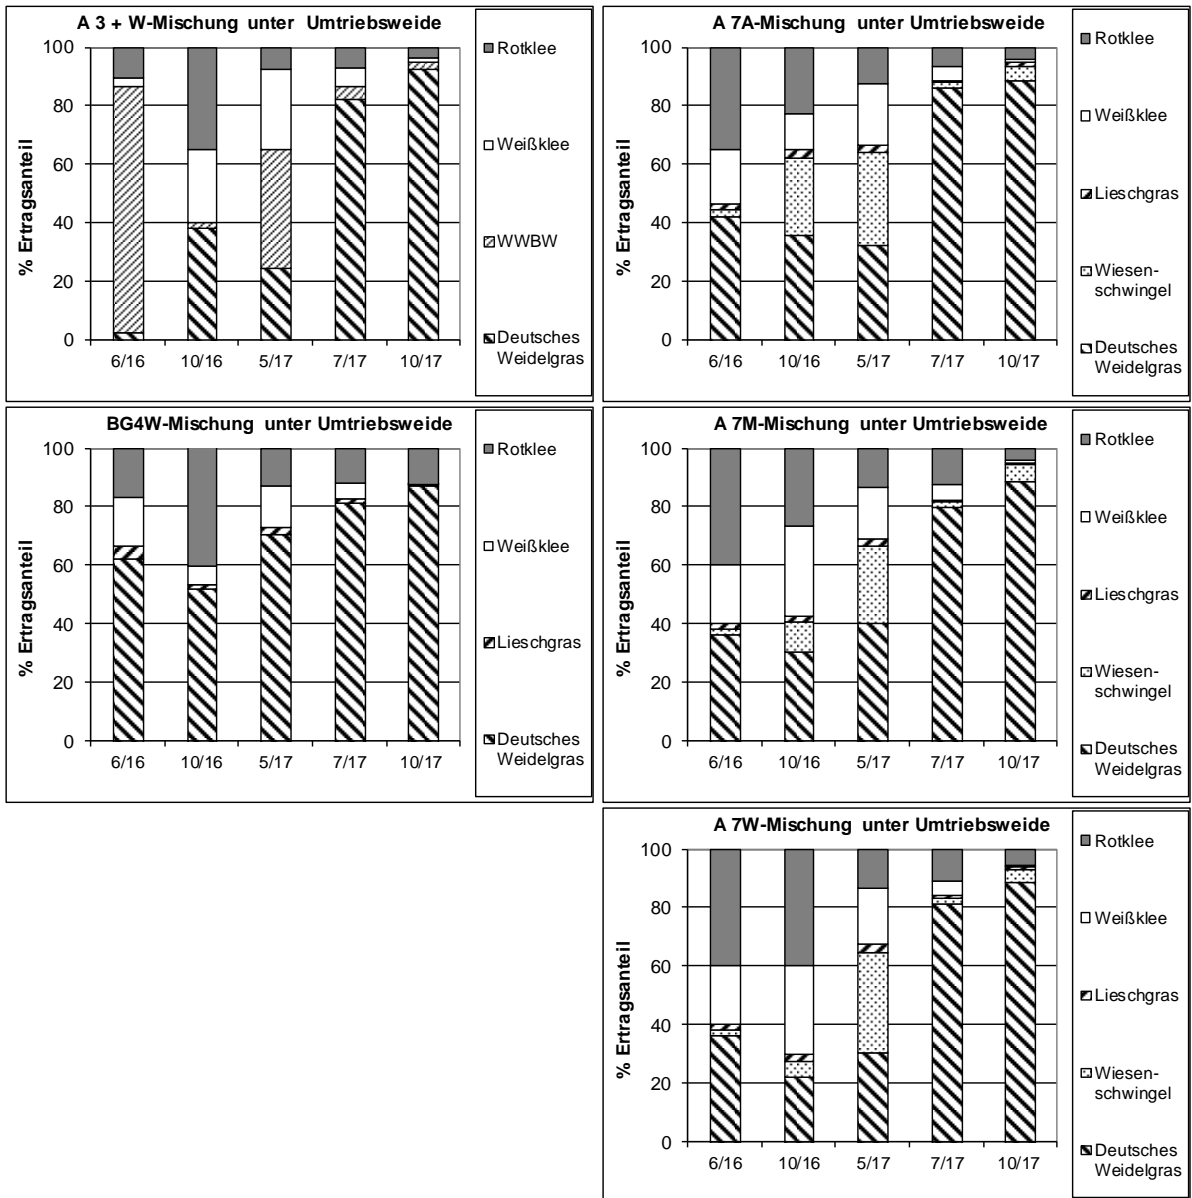 A 3 + W-Mischung unter Umtriebsweide
% Ertragsanteil
100
80
60
40
20
0
6/16 10/16 5/17 7/17 10/17
Rotklee
Weißklee
WWBW
Deutsches
Weidelgras
A 7A-Mischung unter Umtriebsweide
% Ertragsanteil
100
80
60
40
20
0
6/16 10/16 5/17 7/17 10/17
Rotklee
Weißklee
Lieschgras
Wiesen-
schwingel
Deutsches
Weidelgras
BG4W-Mischung unter Umtriebsweide
% Ertragsanteil
100
80
60
40
20
0
6/16 10/16 5/17 7/17 10/17
Rotklee
Weißklee
Lieschgras
Deutsches
Weidelgras
A 7M-Mischung unter Umtriebsweide
% Ertragsanteil
100
80
60
40
20
0
6/16 10/16 5/17 7/17 10/17
Rotklee
Weißklee
Lieschgras
Wiesen-
schwingel
Deutsches
Weidelgras
A 7W-Mischung unter Umtriebsweide
% Ertragsanteil
100
80
60
40
20
0
6/16 10/16 5/17 7/17 10/17
Rotklee
Weißklee
Lieschgras
Wiesen-
schwingel
Deutsches
Weidelgras